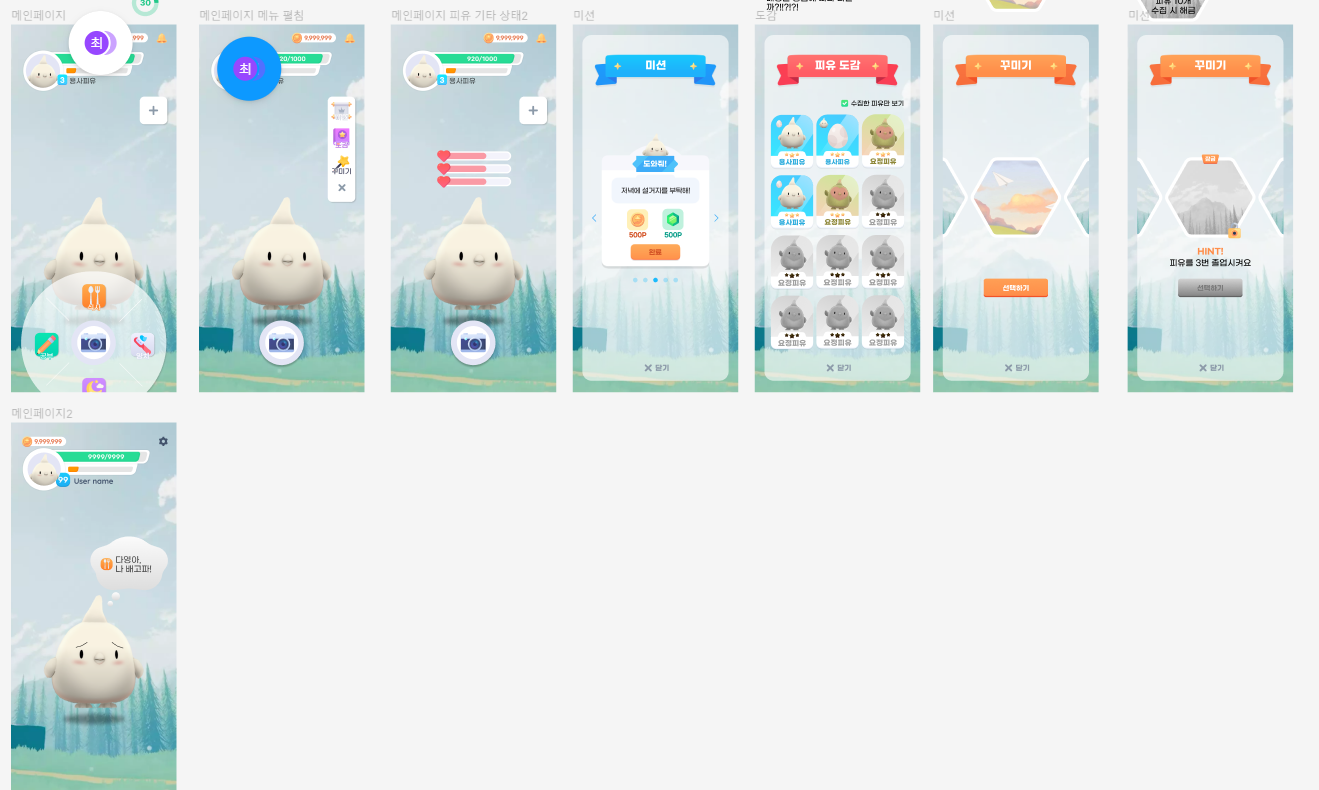 30
까?!!?!?!
피유 10개
수집 시 해금
메인페이지
메인페이지 메뉴 펼침
메인페이지 피유 기타 상태2
미션
도감
미션
미션
최
999
3 용사피유
최
9,999,999
20/1000
도감
꾸미기
9,999,999
920/1000
3 용사피유
미션
도와줘!
저녁에 설거지를 부탁해!
500P
500P
완료
닫기
피유 도감
수집한 피유만 보기
용사피유
용사피유
요정피유
용사피유
요정피유
요정피유
요정피유
요정피유
요정피유
요정피유
요정피유
요정피유
닫기
꾸미기
선택하기
닫기
꾸미기
잠금
HINT!
피유를 3번 졸업시켜요
선택하기
닫기
메인페이지2
9,999,999
9999/9999
99 User name
다영아,
나 배고파!